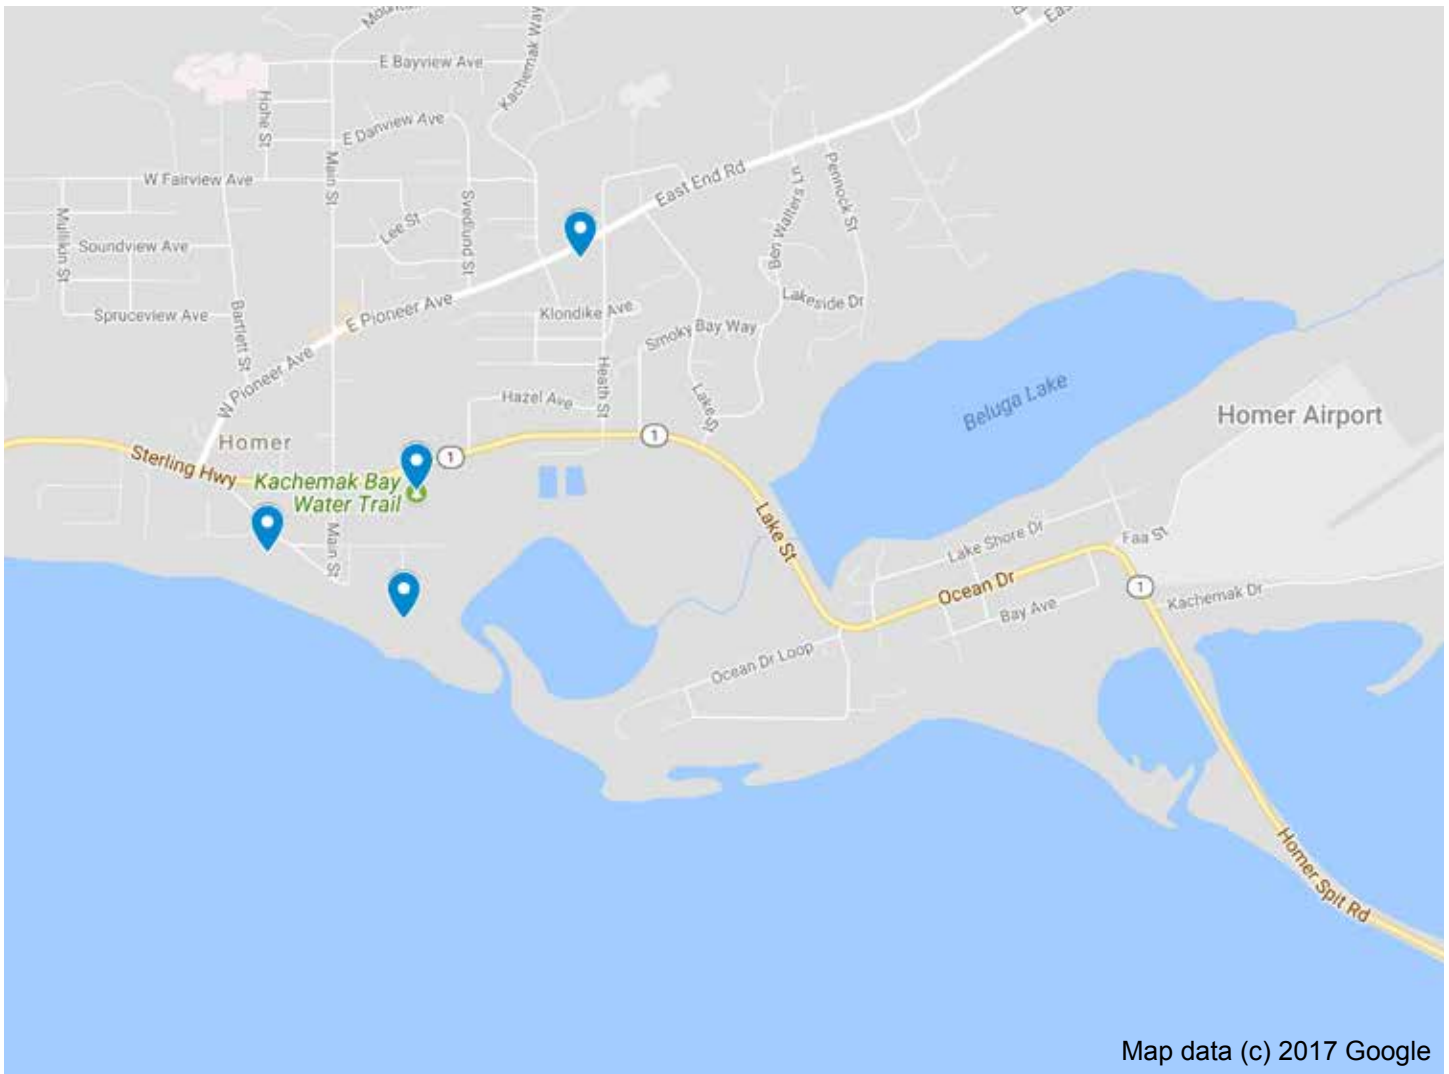 Mountai
Eas
Rd
E Bayview Ave
Kachemak Way
Hohe St
E Danview Ave
Main St
W Fairview Ave
Pennock St
East End Rd
Ben Walters Ln
Svedlund St
Lee St
Mullikin St
Soundview Ave
Lakeside Dr
Bartlett St
Spruceview Ave
E Pioneer Ave
Klondike Ave
Smoky Bay Way
W Pioneer Ave
Heath St
Lake St
Beluga Lake
Hazel Ave
Homer Airport
Homer
1
1
Sterling Hwy
Kachemak Bay
Water Trail
Main St
Lake St
Lake Shore Dr
Faa St
Ocean Dr
1
Kachemak Dr
Bay Ave
Ocean Dr Loop
Homer Spit Rd
Map data (c) 2017 Google